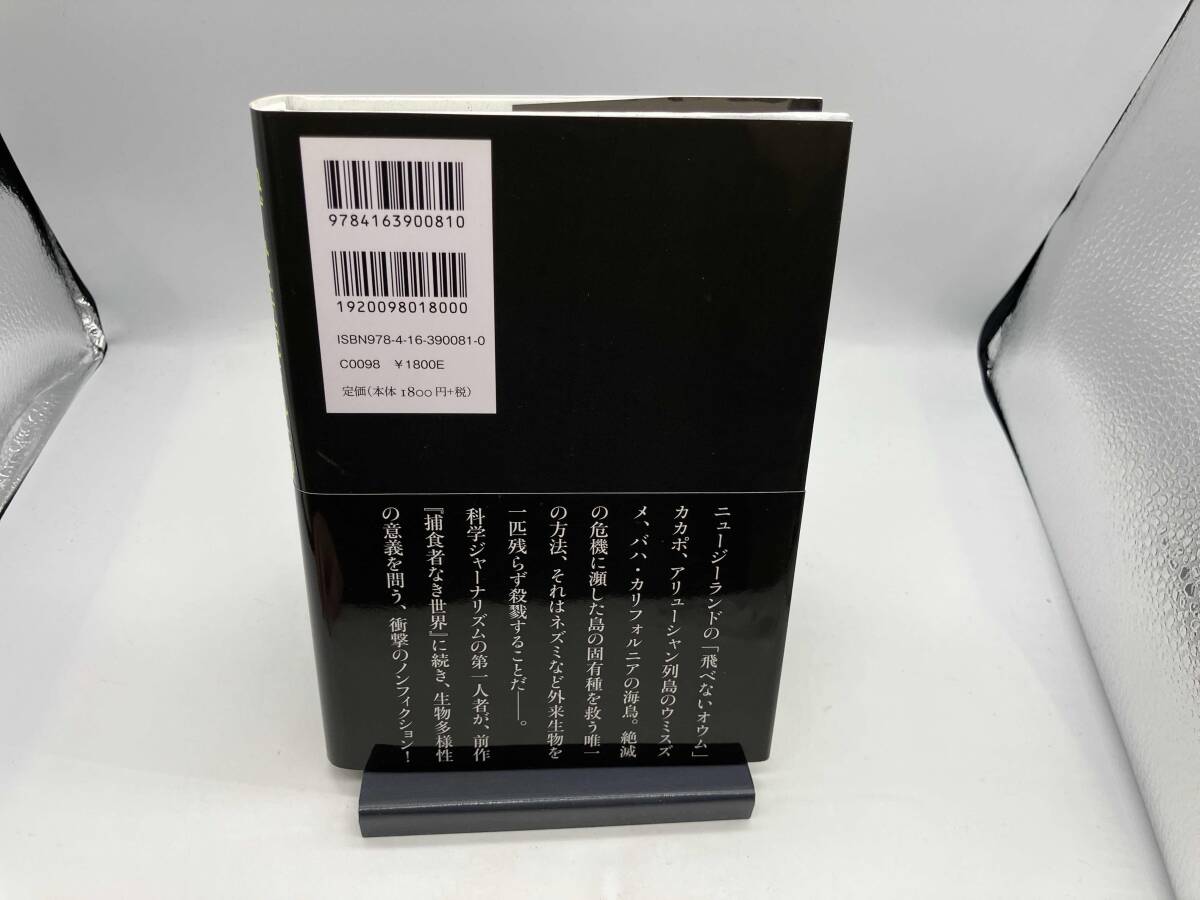 9784163900810
1920098018000
ISBN978-4-16-390081-0
C0098 ￥1800E
定価(本体1800円+税)
ニュージーランドの「飛べないオウム」
カカポ、アリューシャン列島のウミスズ
メ、バハ・カリフォルニアの海鳥。絶滅
の危機に瀕した島の固有種を救う唯一
の方法、それはネズミなど外来生物を
一匹残らず殺戮することだ――。
科学ジャーナリズムの第一人者が、前作
『捕食者なき世界』に続き、生物多様性
の意義を問う、衝撃のノンフィクション！